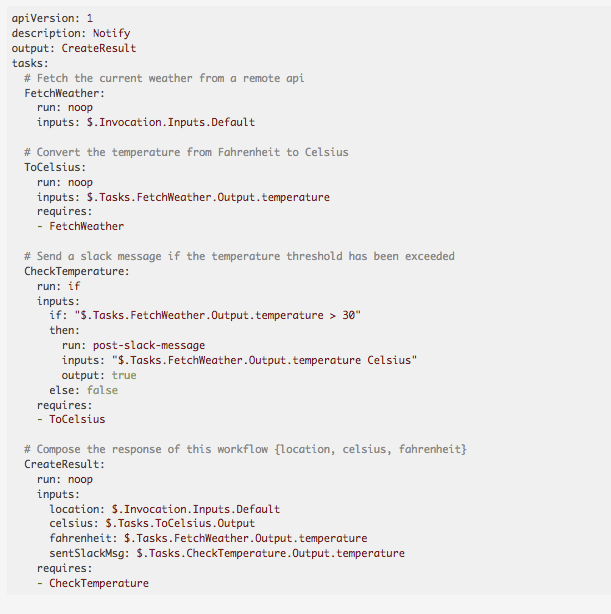 apiVersion: 1
description: Notify
output: CreateResult
tasks:
  # Fetch the current weather from a remote api
  FetchWeather:
    run: noop
    inputs: $.Invocation.Inputs.Default

  # Convert the temperature from Fahrenheit to Celsius
  ToCelsius:
    run: noop
    inputs: $.Tasks.FetchWeather.Output.temperature
    requires:
    - FetchWeather

  # Send a slack message if the temperature threshold has been exceeded
  CheckTemperature:
    run: if
    inputs:
      if: "$.Tasks.FetchWeather.Output.temperature > 30"
      then:
        run: post-slack-message
        inputs: "$.Tasks.FetchWeather.Output.temperature Celsius"
        output: true
      else: false
    requires:
    - ToCelsius

  # Compose the response of this workflow {location, celsius, fahrenheit}
  CreateResult:
    run: noop
    inputs:
      location: $.Invocation.Inputs.Default
      celsius: $.Tasks.ToCelsius.Output
      fahrenheit: $.Tasks.FetchWeather.Output.temperature
      sentSlackMsg: $.Tasks.CheckTemperature.Output.temperature
    requires:
    - CheckTemperature